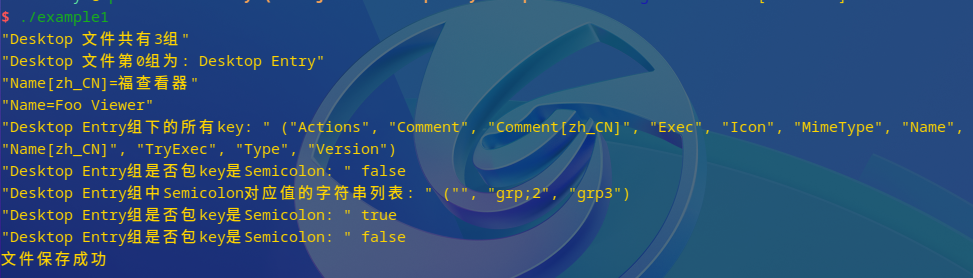 $ ./example1
"Desktop 文件共有3组"
"Desktop 文件第0组为: Desktop Entry"
"Name[zh_CN]=福查看器"
"Name=Foo Viewer"
"Desktop Entry组下的所有key: " ("Actions", "Comment", "Comment[zh_CN]", "Exec", "Icon", "MimeType", "Name",
"Name[zh_CN]", "TryExec", "Type", "Version")
"Desktop Entry组是否包key是Semicolon: " false
"Desktop Entry组中Semicolon对应值的字符串列表: " ("", "grp;2", "grp3")
"Desktop Entry组是否包key是Semicolon: " true
"Desktop Entry组是否包key是Semicolon: " false
文件保存成功